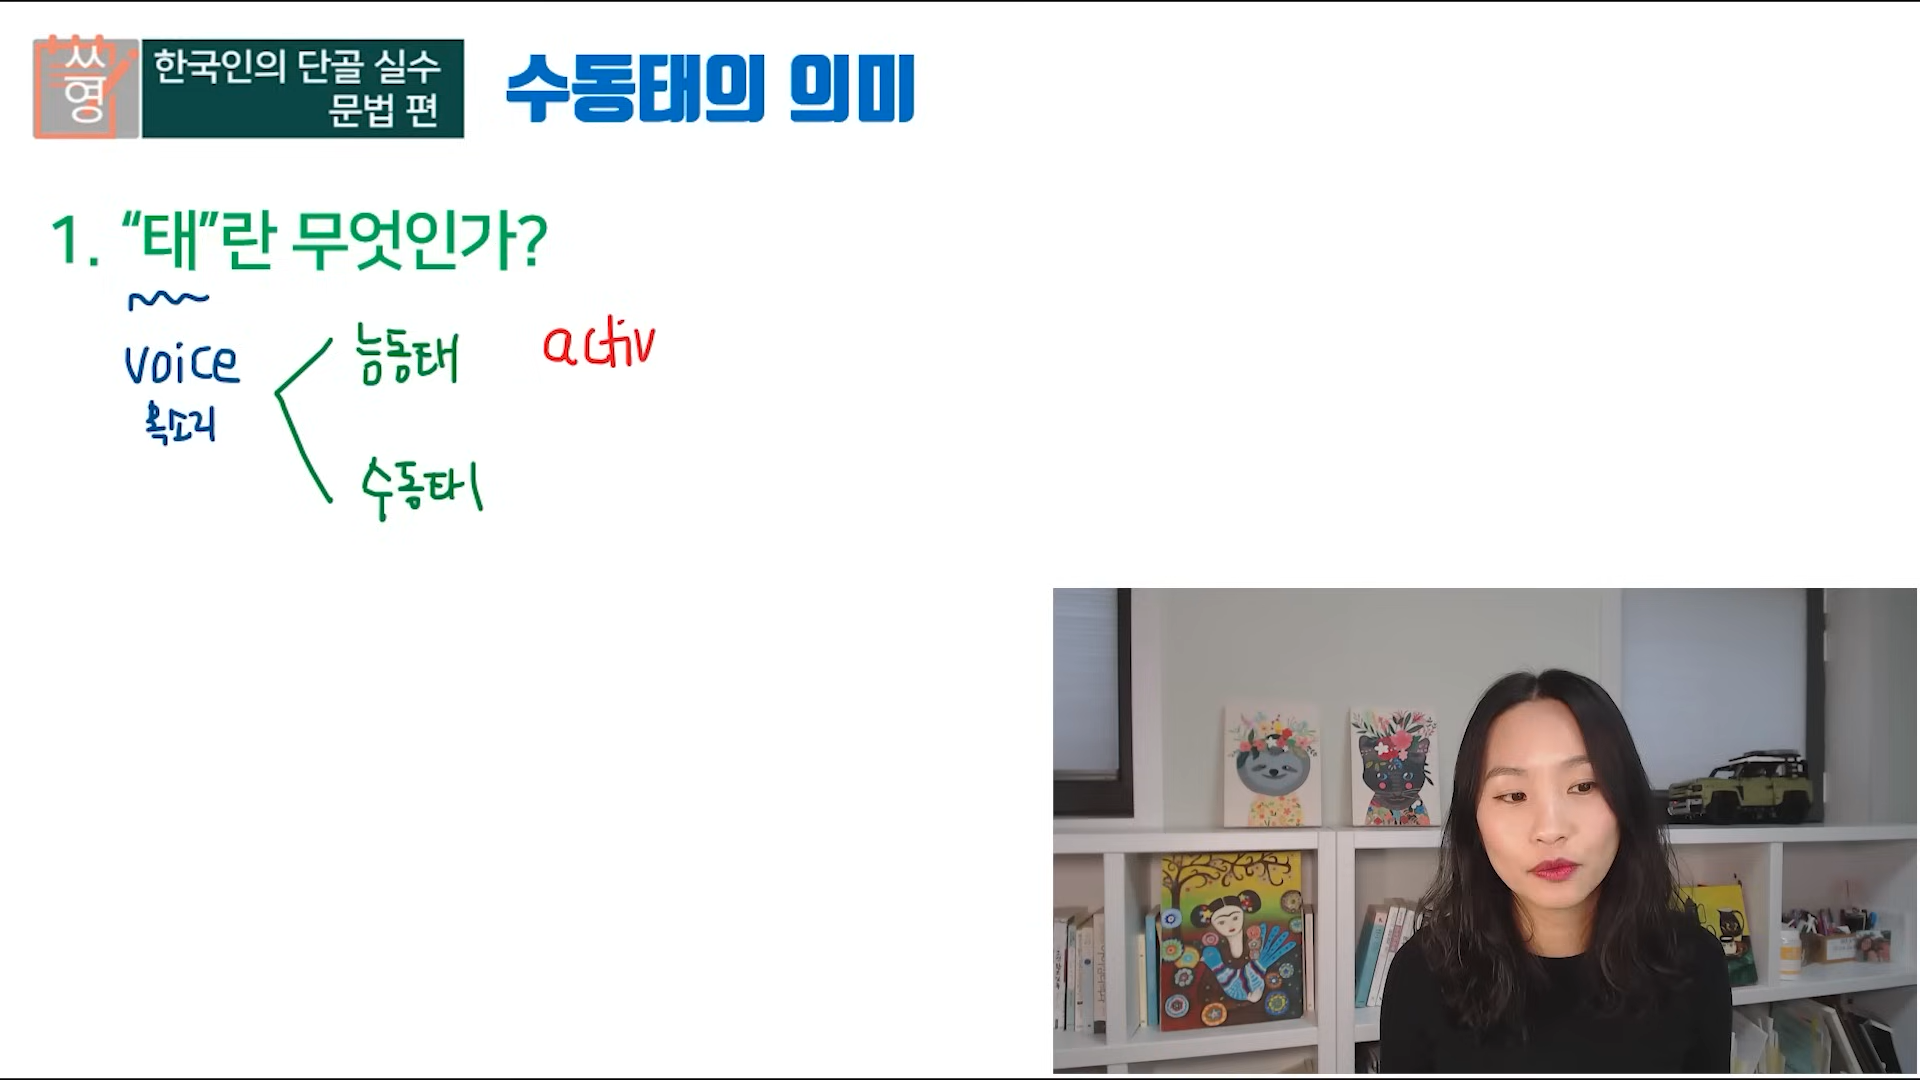 쓰
영
한국인의 단골 실수
문법 편
수동태의 의미
1. “태”란 무엇인가?
voice
목소리
능동태
activ
수동태